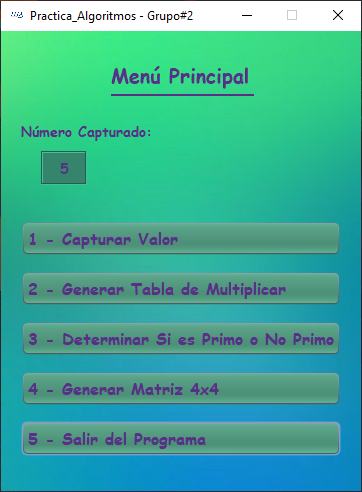 Practica_Algoritmos - Grupo#2
Menú Principal
Número Capturado:
5
1 - Capturar Valor
2 - Generar Tabla de Multiplicar
3 - Determinar Si es Primo o No Primo
4 - Generar Matriz 4x4
5 - Salir del Programa